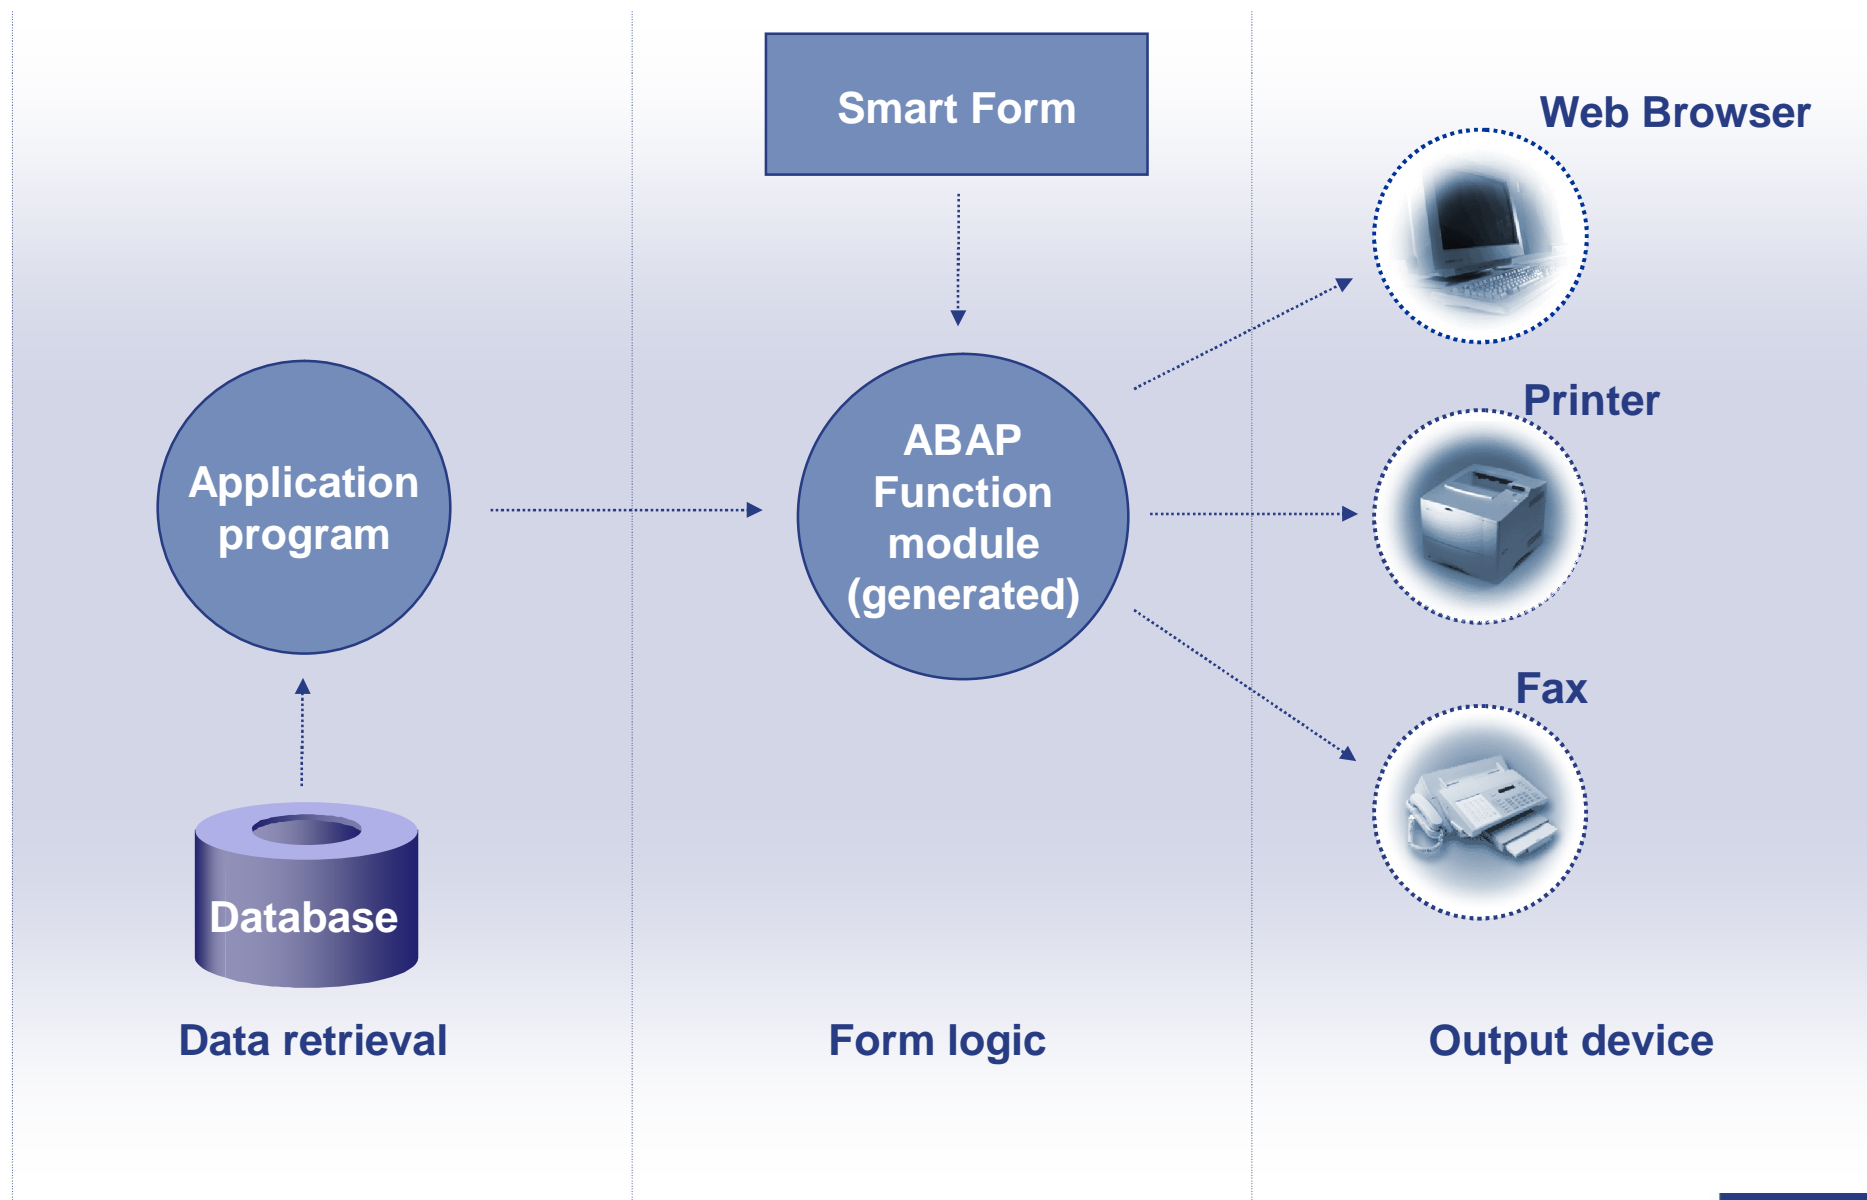 Smart Form
Web Browser
Printer
Application
program
ABAP
Function
module
(generated)
Fax
Database
Data retrieval
Form logic
Output device